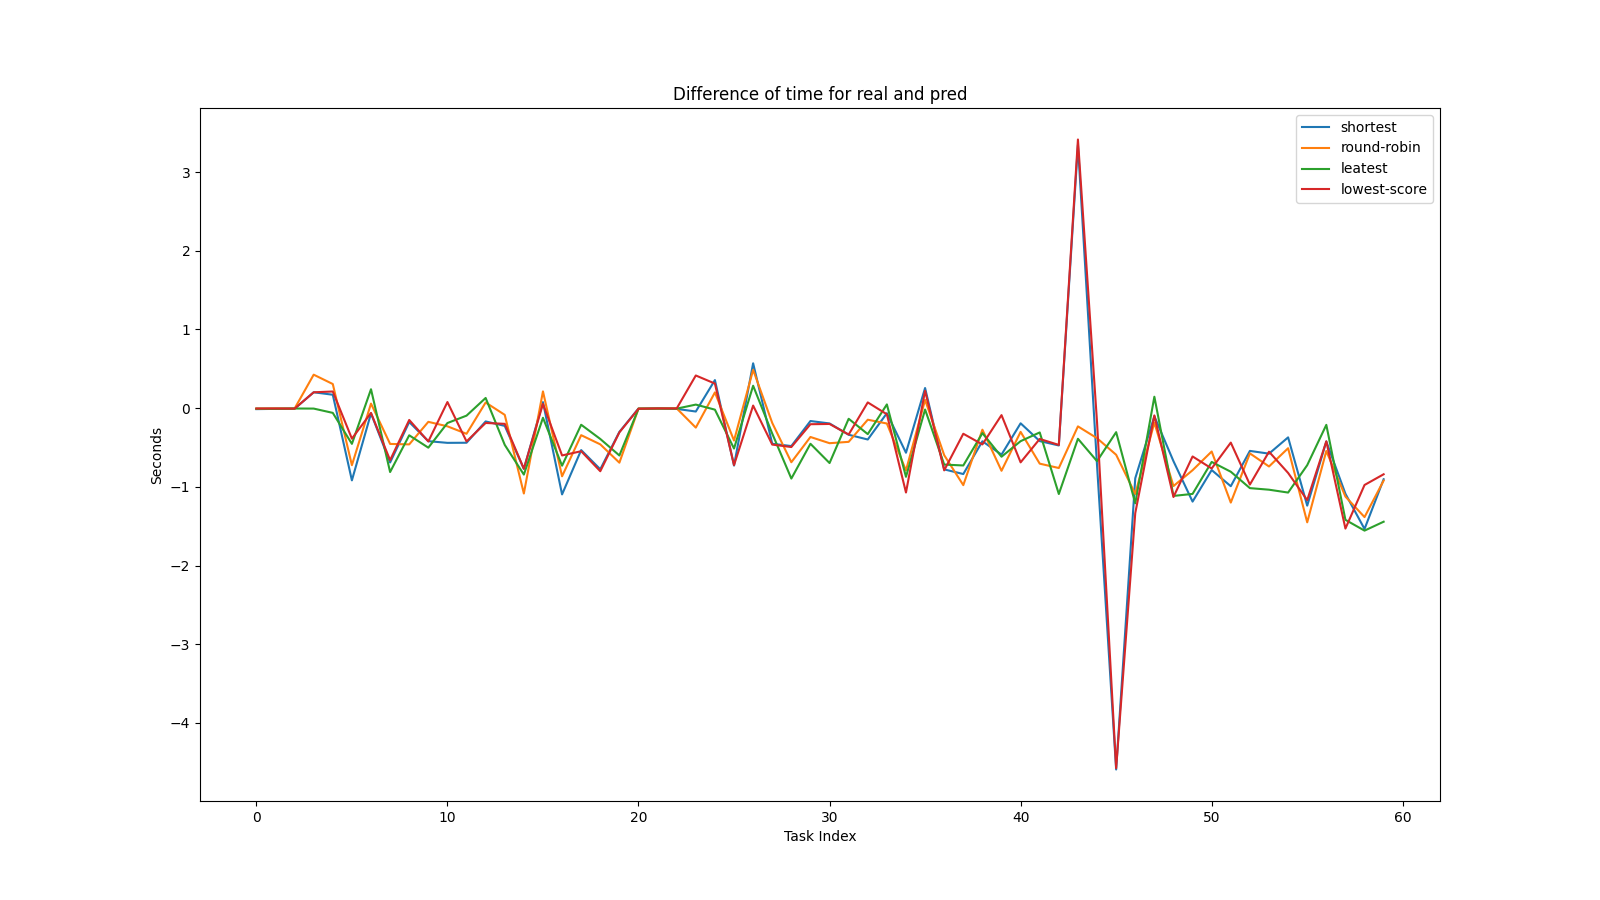 Difference of time for real and pred
shortest
round-robin
leatest
lowest-score
Seconds
3
2
1
0
−1
−2
−3
−4
0 10 20 30 40 50 60
Task Index